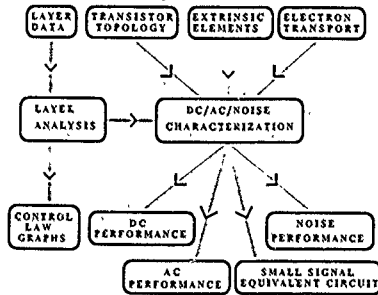 LAYER
DATA
TRANSISTOR
TOPOLOGY
EXTRINSIC
ELEMENTS
ELECTRON
TRANSPORT
LAYER
ANALYSIS
DC/AC/NOISE
CHARACTERIZATION
CONTROL
LAW
GRAPHS
DC
PERFORMANCE
NOISE
PERFORMANCE
AC
PERFORMANCE
SMALL SIGNAL
EQUIVALENT CIRCUIT